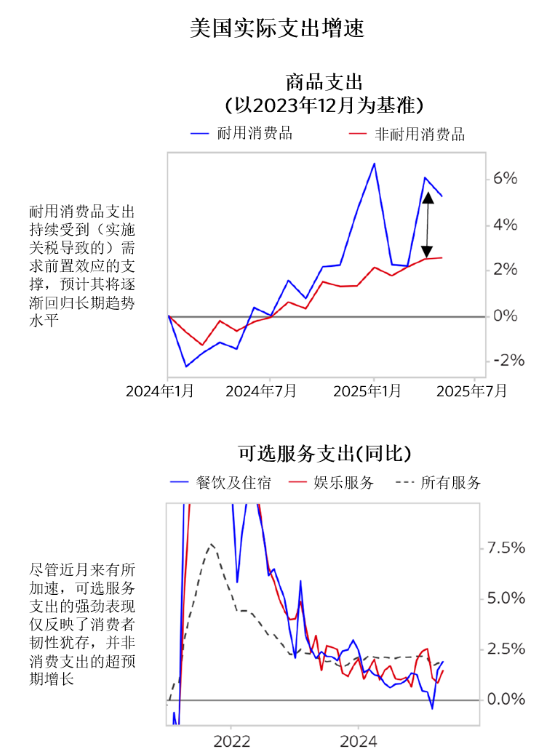 美国实际支出增速
商品支出
(以2023年12月为基准)
耐用消费品 非耐用消费品
耐用消费品支出
持续受到（实施
关税导致的）需
求前置效应的支
撑，预计其将逐
渐回归长期趋势
水平
6%
4%
2%
0%
-2%
2024年1月 2024年7月 2025年1月 2025年7月
可选服务支出(同比)
餐饮及住宿 娱乐服务 所有服务
尽管近月来有所
加速，可选服务
支出的强劲表现
仅反映了消费者
韧性犹存，并非
消费支出的超预
期增长
7.5%
5.0%
2.5%
0.0%
2022 2024